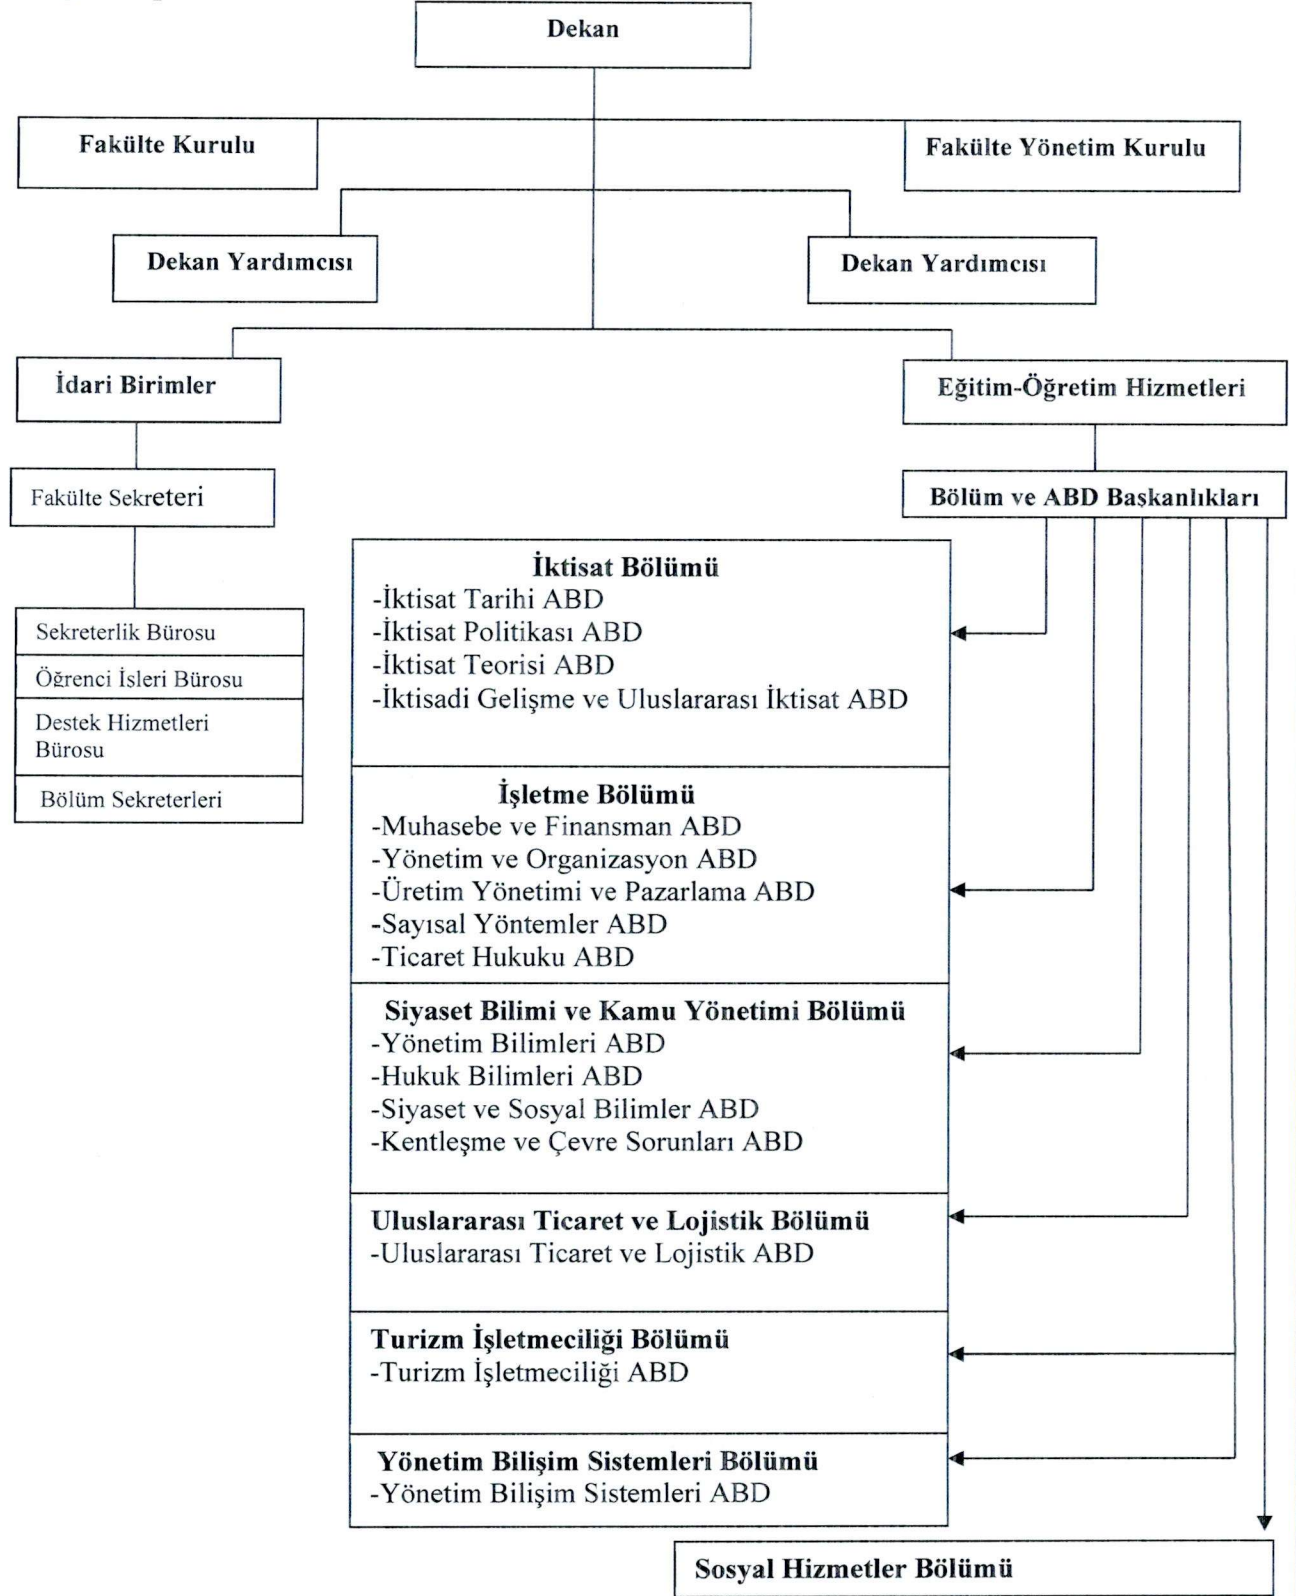 Dekan
Fakülte Kurulu
Fakülte Yönetim Kurulu
Dekan Yardımcısı
Dekan Yardımcısı
İdari Birimler
Eğitim-Öğretim Hizmetleri
Fakülte Sekreteri
Bölüm ve ABD Başkanlıkları
Sekreterlik Bürosu
Öğrenci İsleri Bürosu
Destek Hizmetleri
Bürosu
Bölüm Sekreterleri
İktisat Bölümü
-İktisat Tarihi ABD
-İktisat Politikası ABD
-İktisat Teorisi ABD
-İktisadi Gelişme ve Uluslararası İktisat ABD
İşletme Bölümü
-Muhasebe ve Finansman ABD
-Yönetim ve Organizasyon ABD
-Üretim Yönetimi ve Pazarlama ABD
-Sayısal Yöntemler ABD
-Ticaret Hukuku ABD
Siyaset Bilimi ve Kamu Yönetimi Bölümü
-Yönetim Bilimleri ABD
-Hukuk Bilimleri ABD
-Siyaset ve Sosyal Bilimler ABD
-Kentleşme ve Çevre Sorunları ABD
Uluslararası Ticaret ve Lojistik Bölümü
-Uluslararası Ticaret ve Lojistik ABD
Turizm İşletmeciliği Bölümü
-Turizm İşletmeciliği ABD
Yönetim Bilişim Sistemleri Bölümü
-Yönetim Bilişim Sistemleri ABD
Sosyal Hizmetler Bölümü